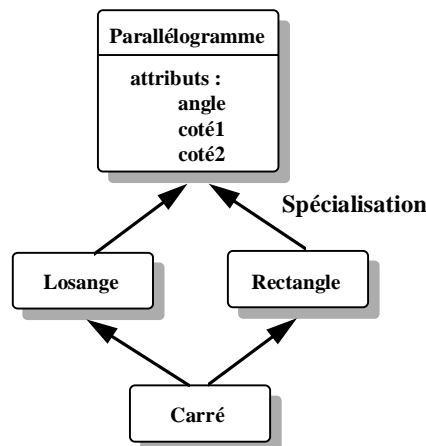 Parallélogramme
attributs :
angle
coté1
coté2
Spécialisation
Losange
Rectangle
Carré